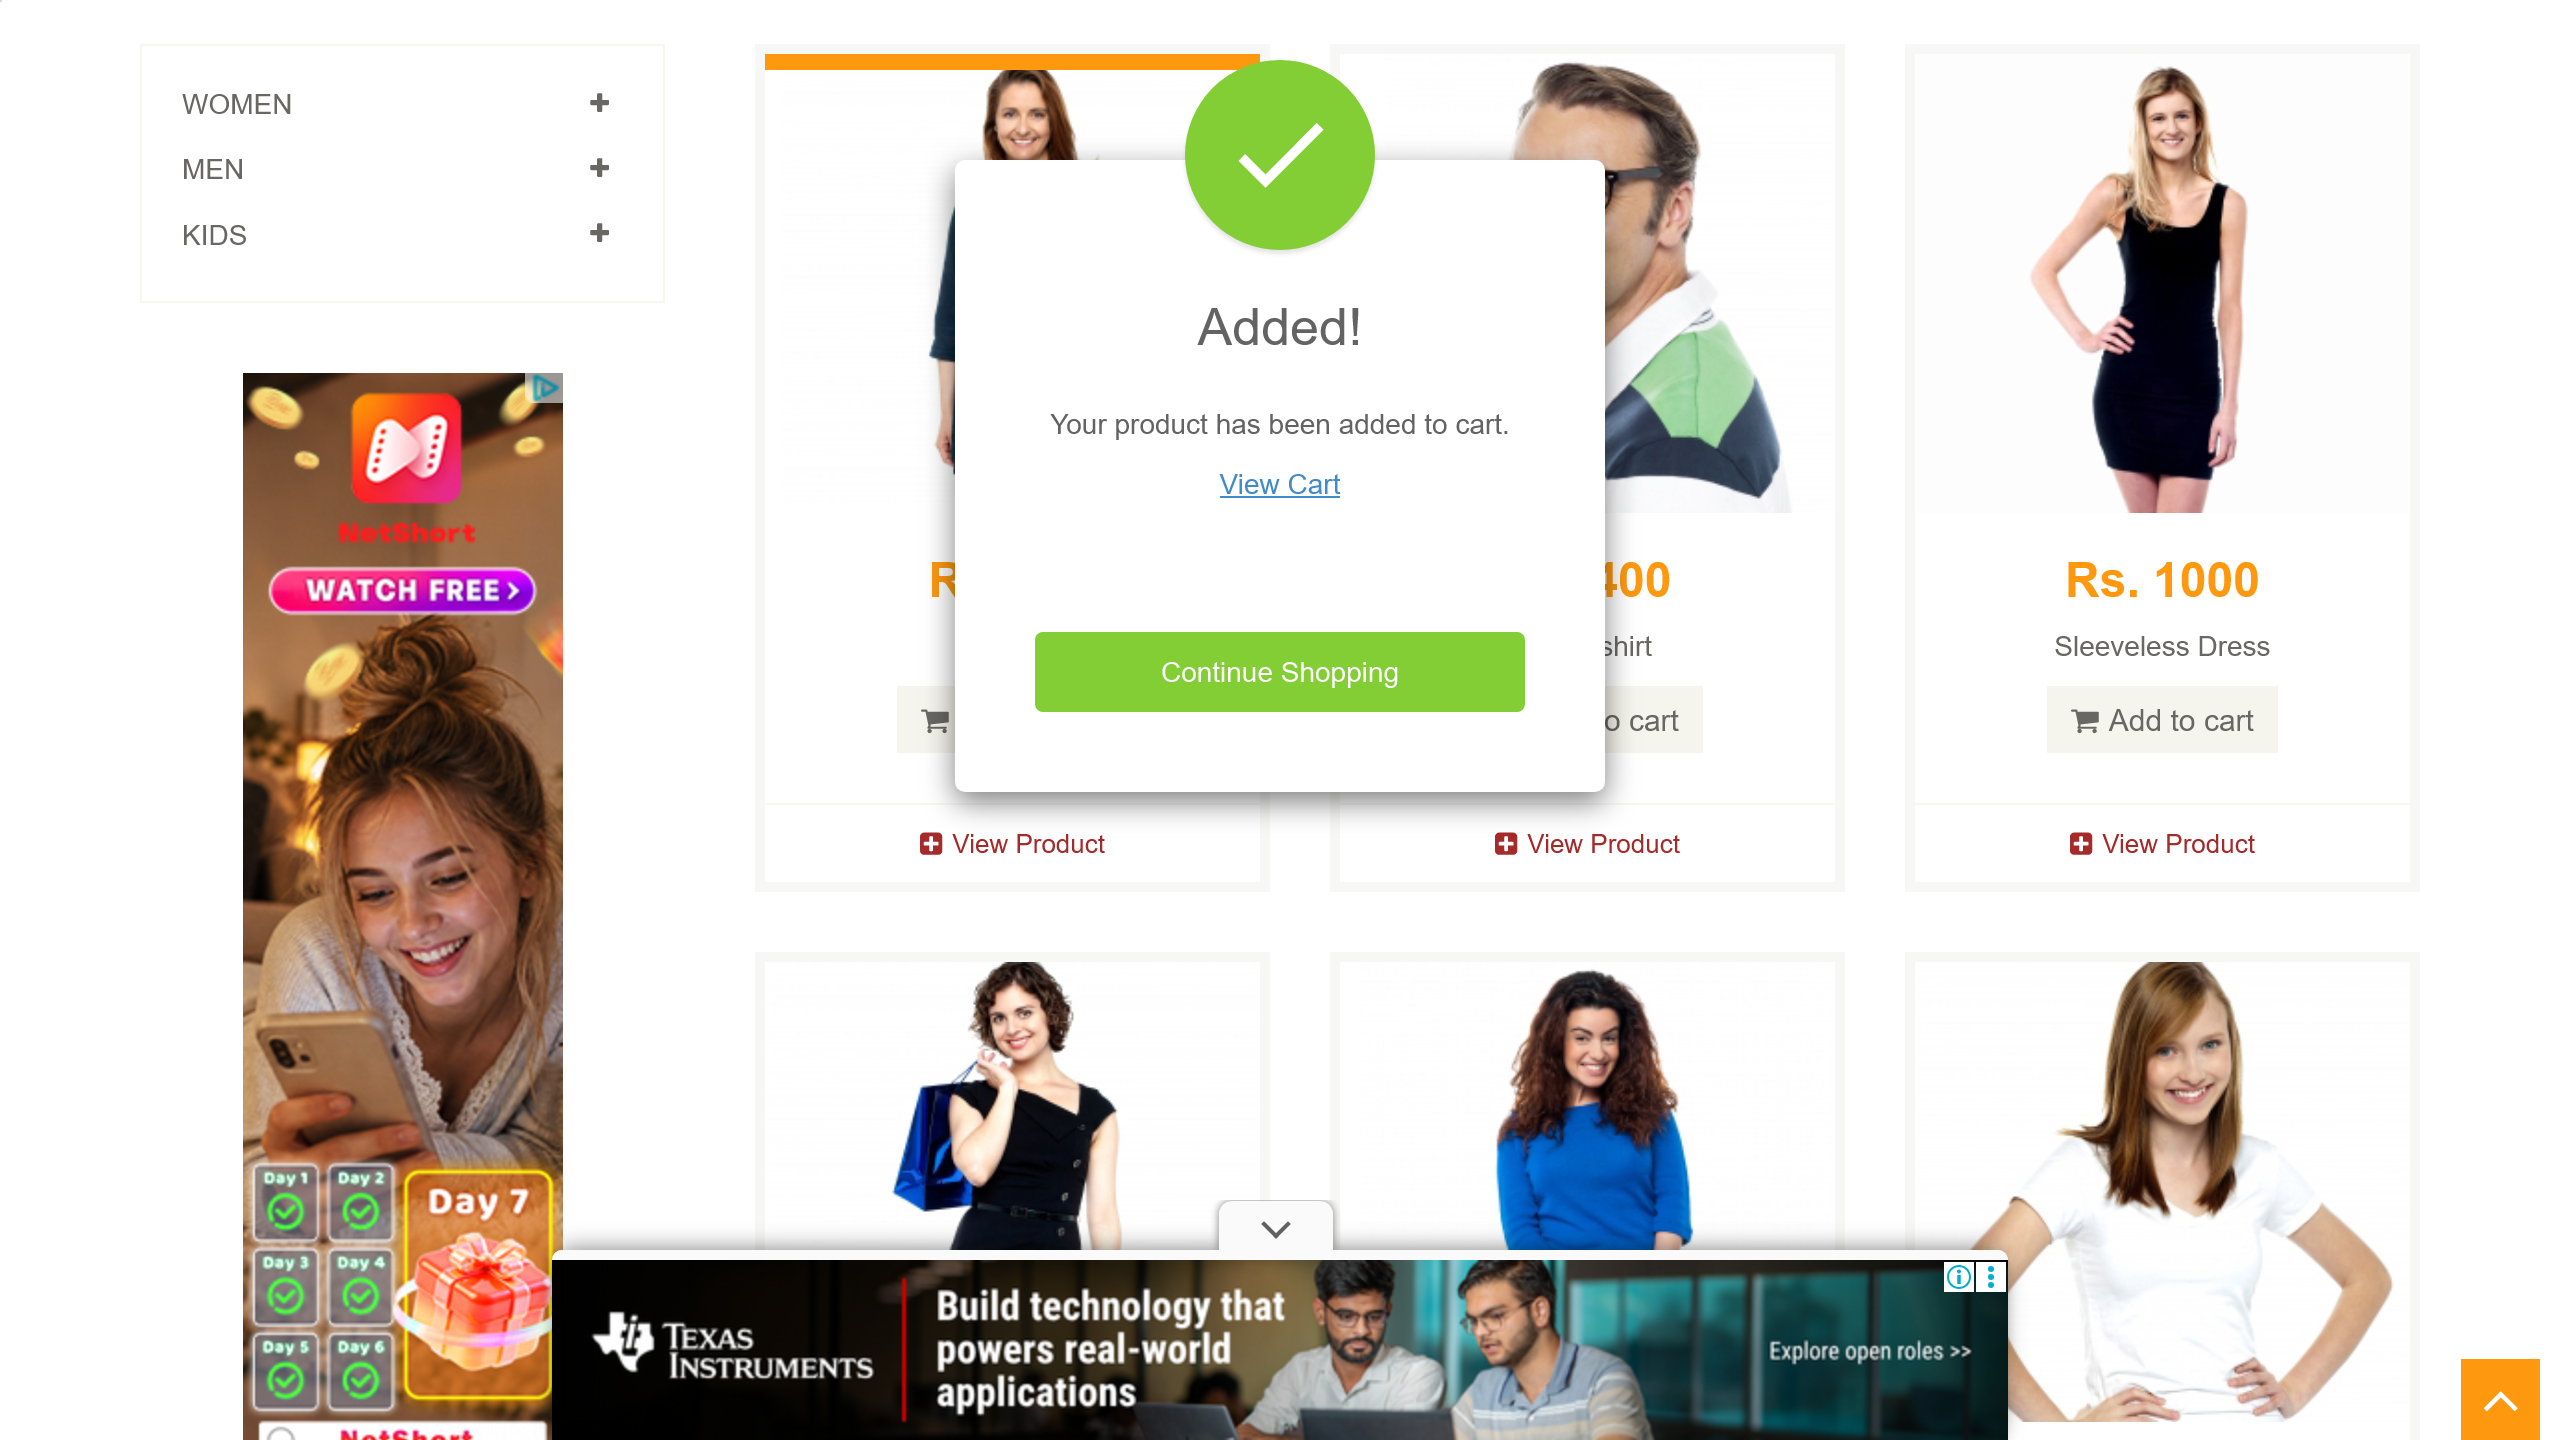 WOMEN
MEN
KIDS
NetShort
WATCH FREE
Day 1
Day 2
Day 7
Day 3
Day 4
Day 5
Day 6
NetShort
Added!
Your product has been added to cart.
View Cart
Continue Shopping
R
400
shirt
o cart
Rs. 1000
Sleeveless Dress
Add to cart
View Product
View Product
View Product
TEXAS
INSTRUMENTS
Build technology that
powers real-world
applications
Explore open roles >>